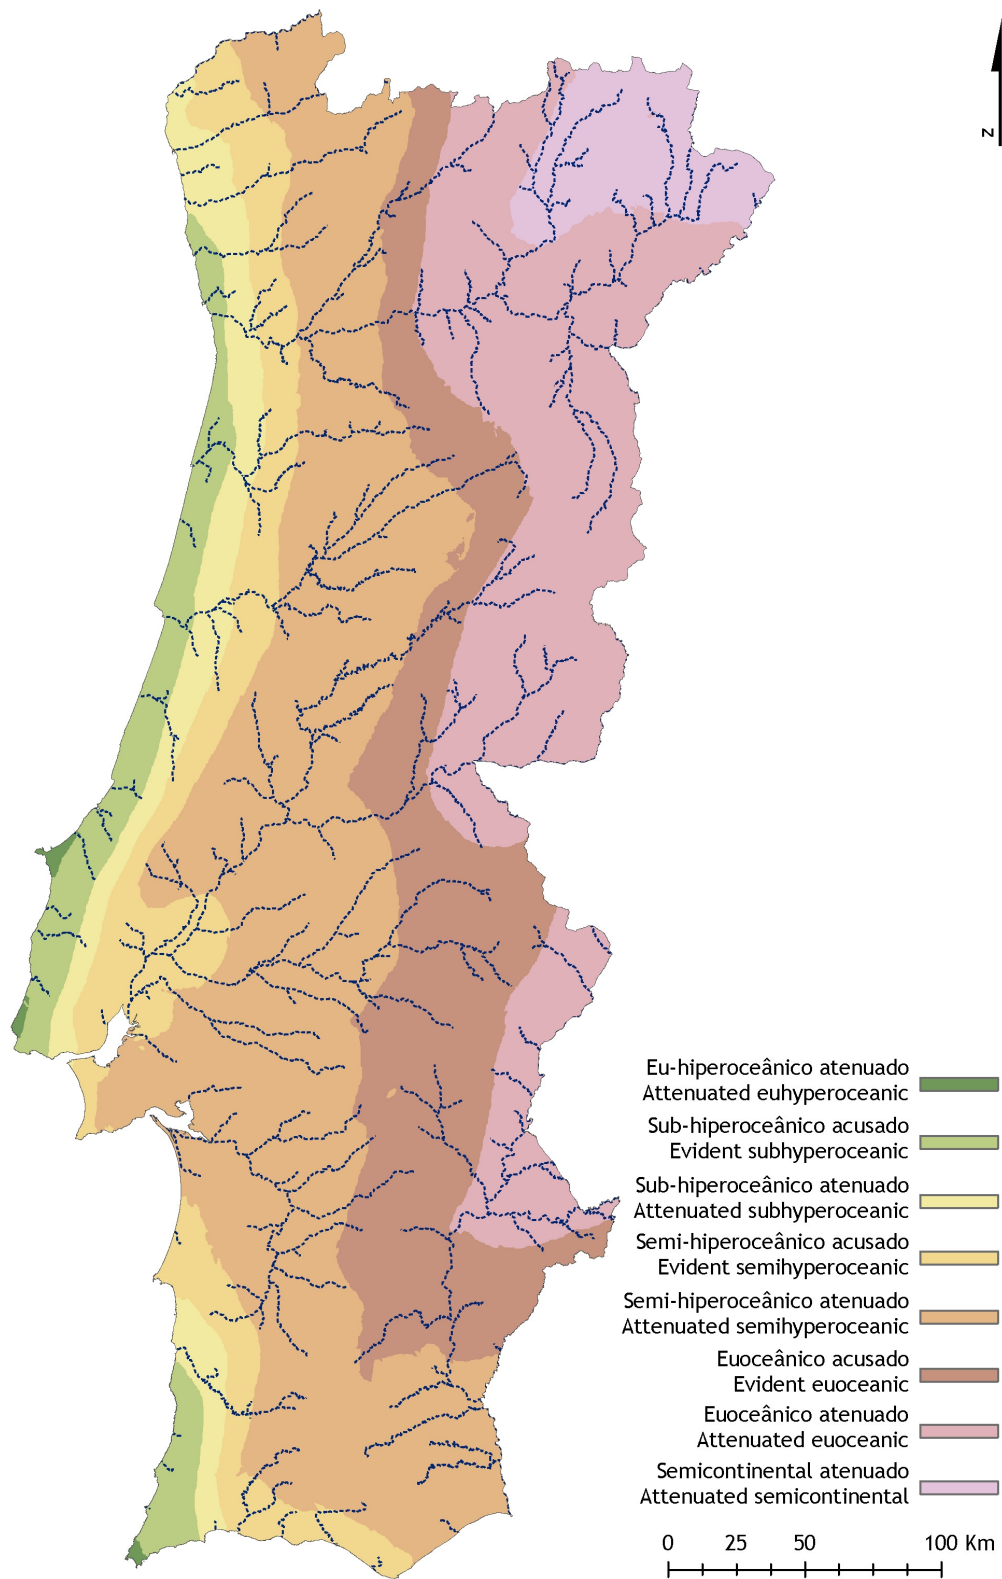 N
Eu-hiperoceânico atenuado
Attenuated euhyperoceanic
Sub-hiperoceânico acusado
Evident subhyperoceanic
Sub-hiperoceânico atenuado
Attenuated subhyperoceanic
Semi-hiperoceânico acusado
Evident semihyperoceanic
Semi-hiperoceânico atenuado
Attenuated semihyperoceanic
Euoceânico acusado
Evident euoceanic
Euoceânico atenuado
Attenuated euoceanic
Semicontinental atenuado
Attenuated semicontinental
0 25 50 100 Km